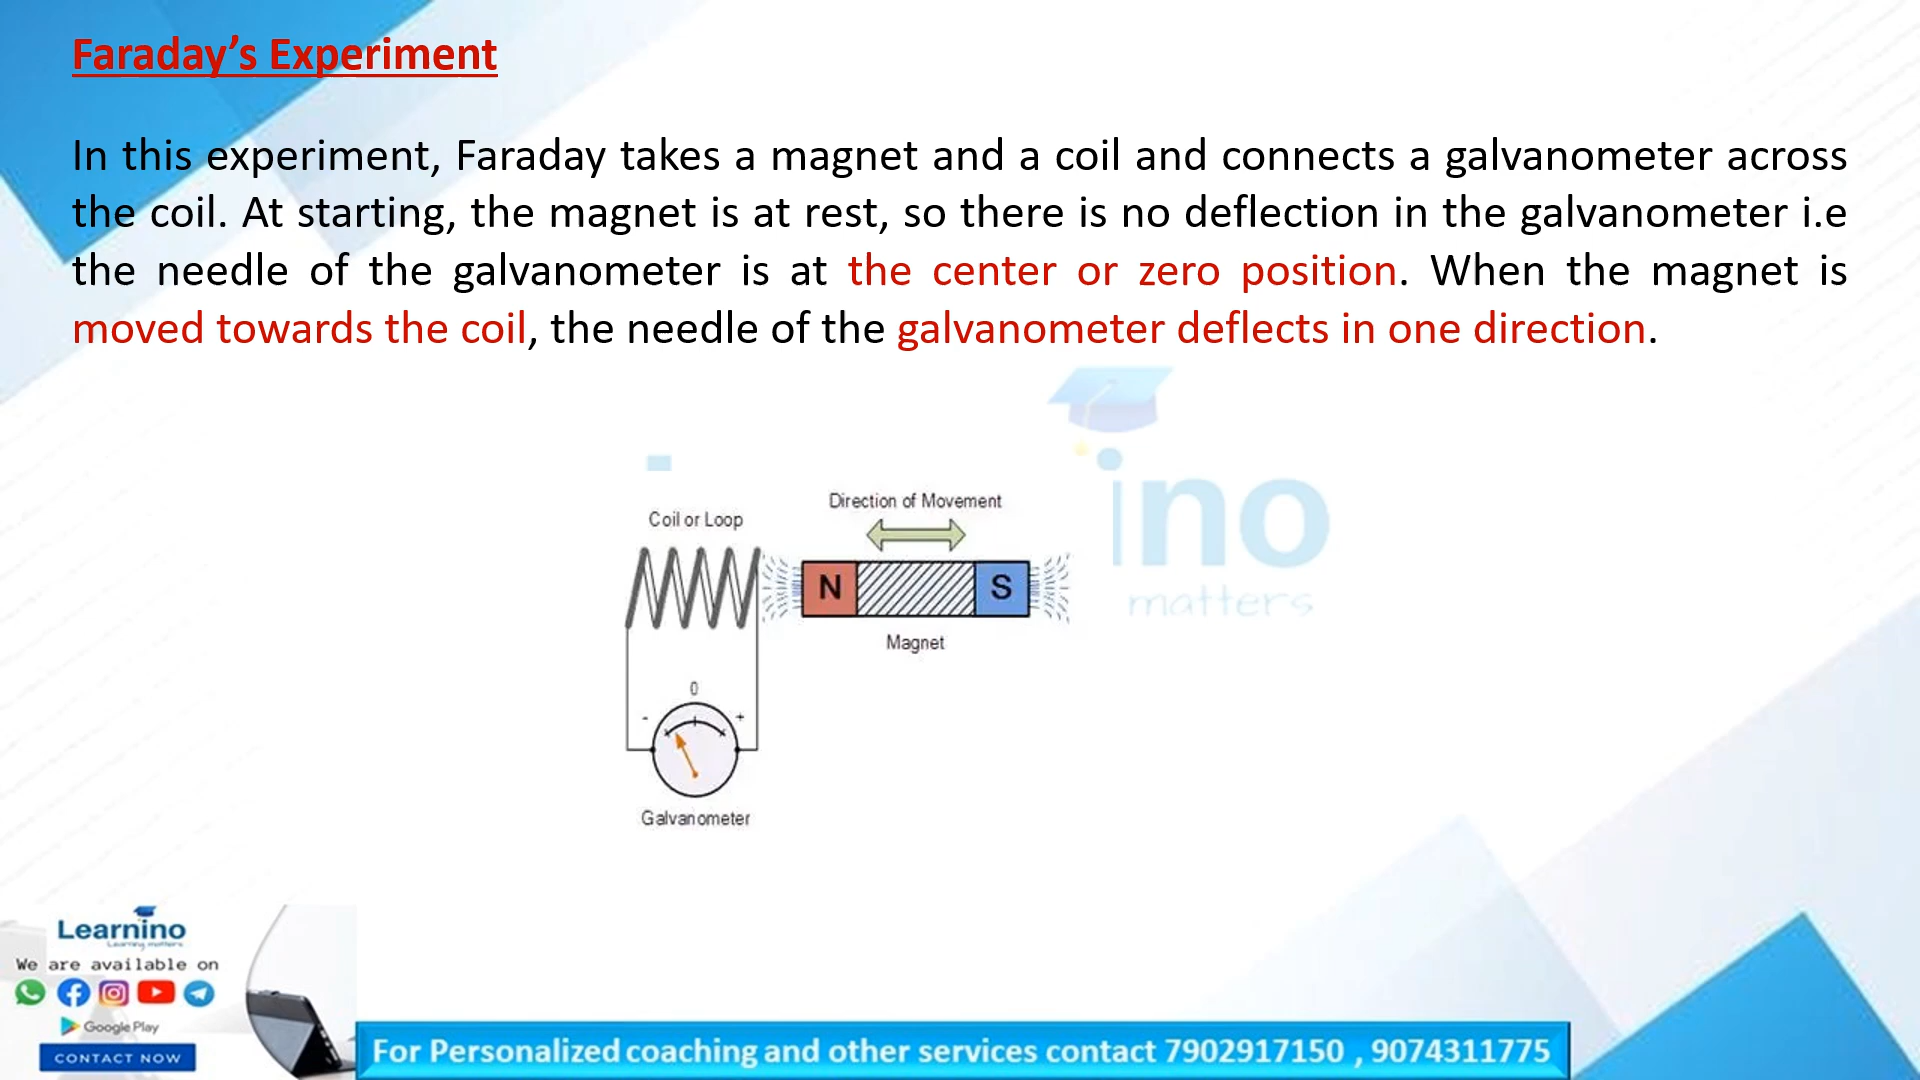 Faraday’s Experiment
In this experiment, Faraday takes a magnet and a coil and connects a galvanometer across
the coil. At starting, the magnet is at rest, so there is no deflection in the galvanometer i.e
the needle of the galvanometer is at the center or zero position. When the magnet is
moved towards the coil, the needle of the galvanometer deflects in one direction.
ino
matters
Direction of Movement
Coil or Loop
N
S
Magnet
0
- +
Galvanometer
Learnino
Learning matters
We are available on
Google Play
CONTACT NOW
For Personalized coaching and other services contact 7902917150 , 9074311775